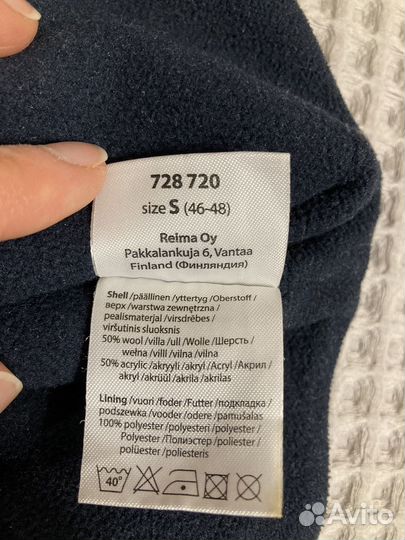 728 720
size S (46-48)
Reima Oy
Pakkalankuja 6, Vantaa
Finland (Финляндия)
Shell /päällinen /yttertyg /Oberstoff /
верх /warstwa zewnętrzna /
pealismaterjal /virsdrēbes /
viršutinis sluoksnis
50% wool /villa /ull /Wolle /Шерсть /
wełna /vill /vilna /vilna
50% acrylic /akryyli /akryl /Acryl /Акрил /
akryl /akrüül /akrila /akrilas
Lining /vuori /foder /Futter /подкладка /
podszewka /vooder /odere /pamušalas
100% polyester /polyesteri /polyester /
Polyester /Полиэстер /poliester /
polüester /poliesteris
40°
Avito